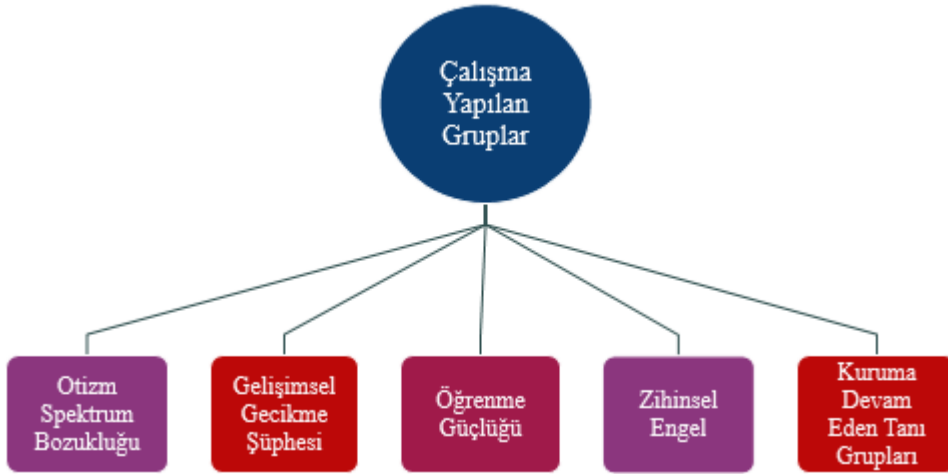 Çalışma
Yapılan
Gruplar
Otizm
Spektrum
Bozukluğu
Gelişimsel
Gecikme
Şüphesi
Öğrenme
Güçlüğü
Zihinsel
Engel
Kuruma
Devam
Eden Tanı
Grupları